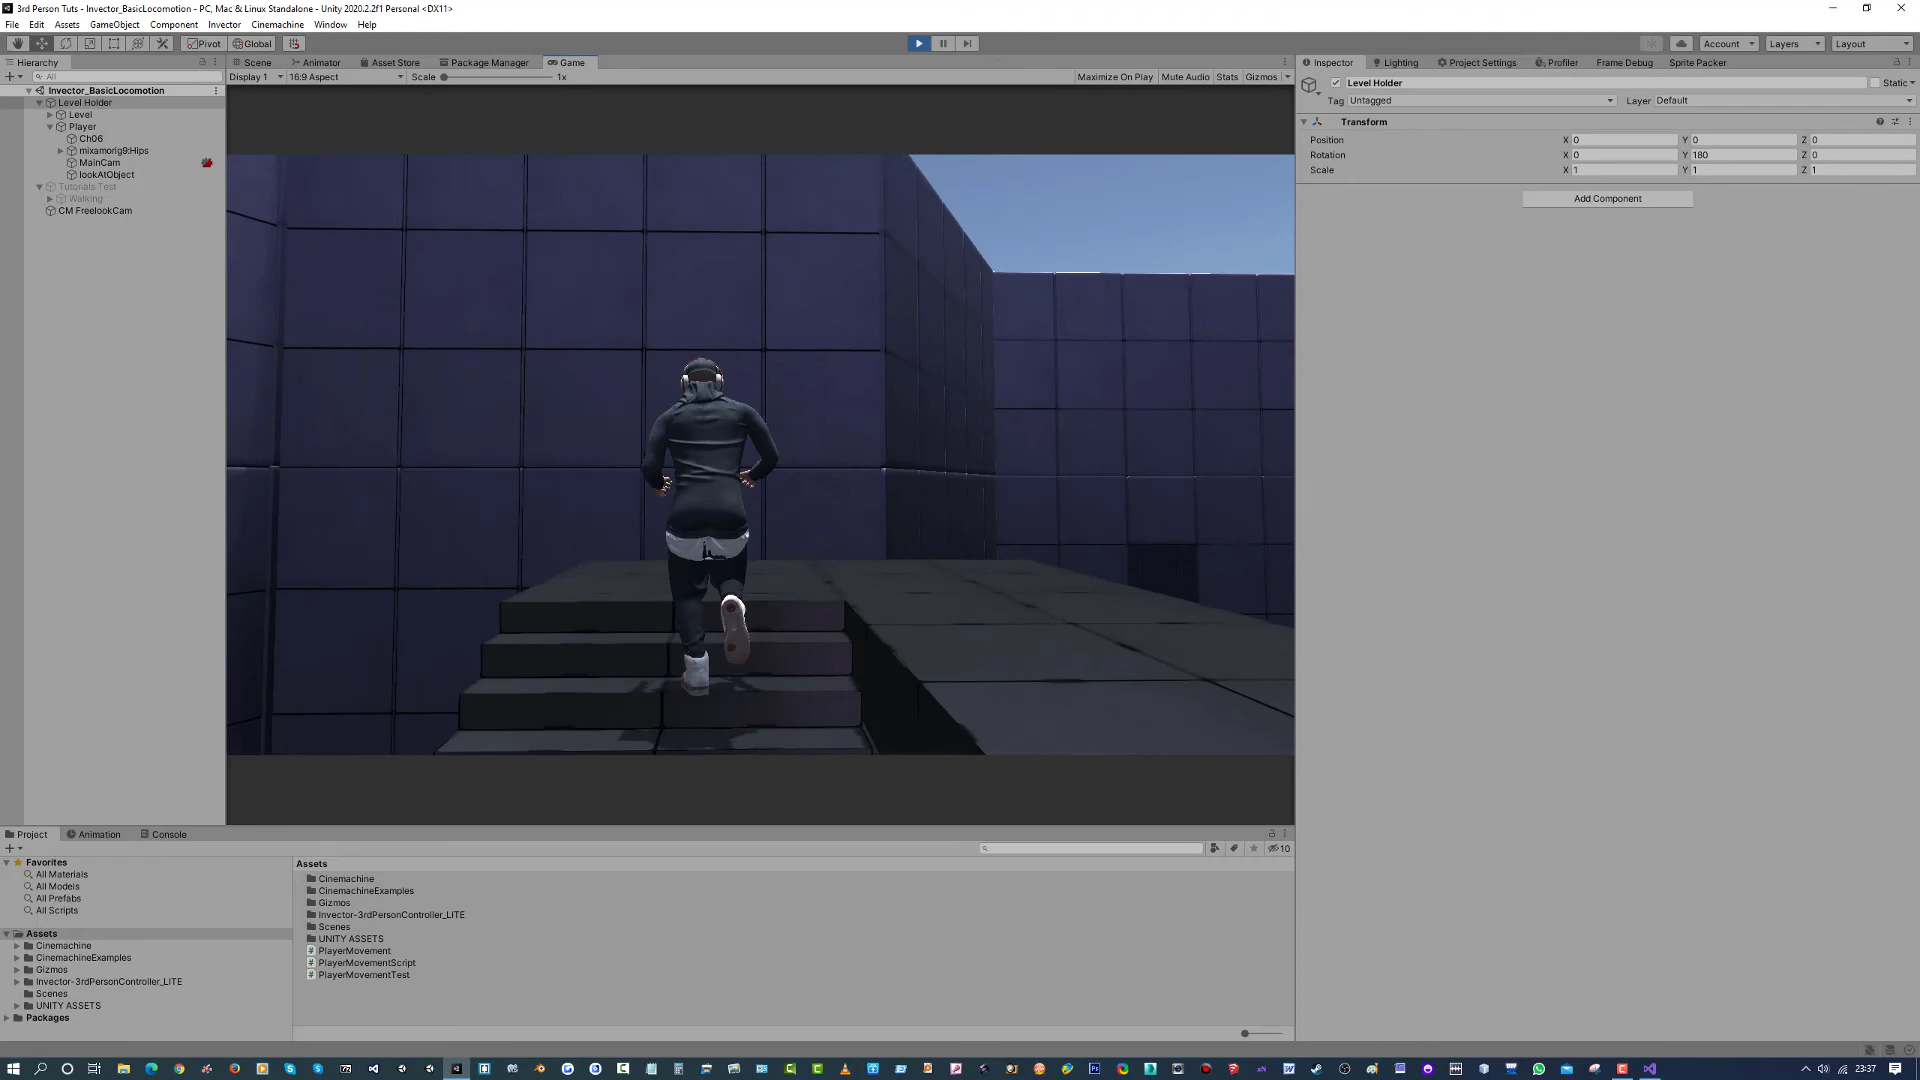 3rd Person Tuts - Invector_BasicLocomotion - PC, Mac & Linux Standalone - Unity 2020.2.2f1 Personal <DX11>
File Edit Assets GameObject Component Invector Cinemachine Window Help
Pivot Global Account Layers Layout
Hierarchy Scene Animator Asset Store Package Manager Game Inspector Lighting Project Settings Profiler Frame Debug Sprite Packer
All Display 1 16:9 Aspect Scale 1x Maximize On Play Mute Audio Stats Gizmos
Level Holder Static
Tag Untagged Layer Default
Transform
Position X 0 Y 0 Z 0
Rotation X 0 Y 180 Z 0
Scale X 1 Y 1 Z 1
Add Component
Invector_BasicLocomotion
Level Holder
Level
Player
Ch06
mixamorig9:Hips
MainCam
lookAtObject
Tutorials Test
Walking
CM FreelookCam
Project Animation Console
10
Favorites
All Materials
All Models
All Prefabs
All Scripts
Assets
Cinemachine
CinemachineExamples
Gizmos
Invector-3rdPersonController_LITE
Scenes
UNITY ASSETS
Packages
Assets
Cinemachine
CinemachineExamples
Gizmos
Invector-3rdPersonController_LITE
Scenes
UNITY ASSETS
PlayerMovement
PlayerMovementScript
PlayerMovementTest
23:37